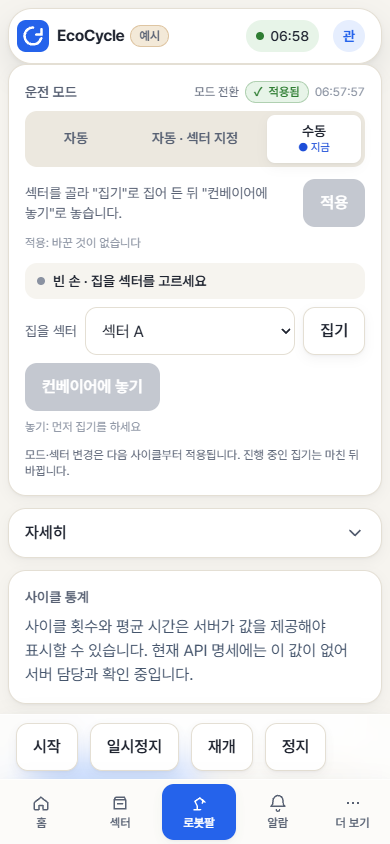 EcoCycle 예시 06:58 관
운전 모드 모드 전환 ✓ 적용됨 06:57:57
자동 자동 · 섹터 지정 수동
● 지금
섹터를 골라 "집기"로 집어 든 뒤 "컨베이어에
놓기"로 놓습니다.
적용
적용: 바꾼 것이 없습니다
빈 손 · 집을 섹터를 고르세요
집을 섹터 섹터 A 집기
컨베이어에 놓기
놓기: 먼저 집기를 하세요
모드·섹터 변경은 다음 사이클부터 적용됩니다. 진행 중인 집기는 마친 뒤
바뀝니다.
자세히
사이클 통계
사이클 횟수와 평균 시간은 서버가 값을 제공해야
표시할 수 있습니다. 현재 API 명세에는 이 값이 없어
서버 담당과 확인 중입니다.
시작 일시정지 재개 정지
홈 섹터 로봇팔 알람 더 보기